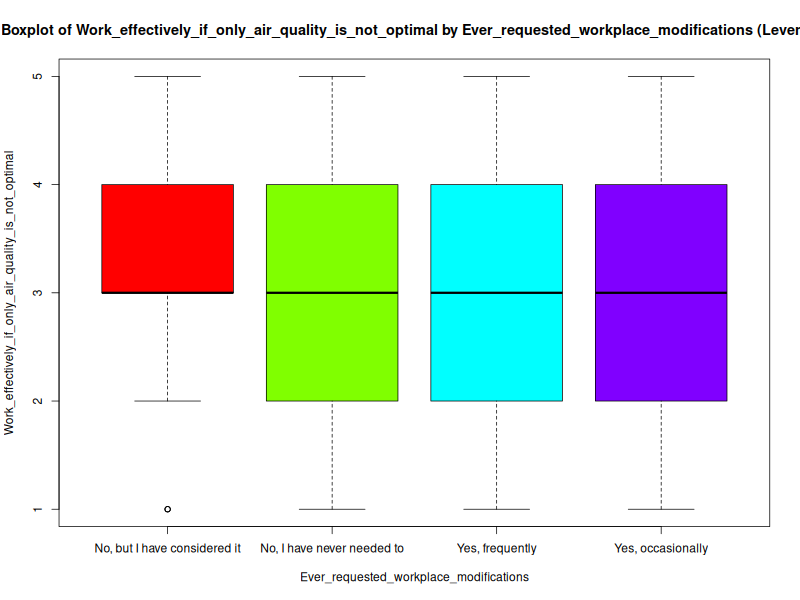 Boxplot of Work_effectively_if_only_air_quality_is_not_optimal by Ever_requested_workplace_modifications (Lever
Work_effectively_if_only_air_quality_is_not_optimal
5
4
3
2
1
No, but I have considered it No, I have never needed to Yes, frequently Yes, occasionally
Ever_requested_workplace_modifications